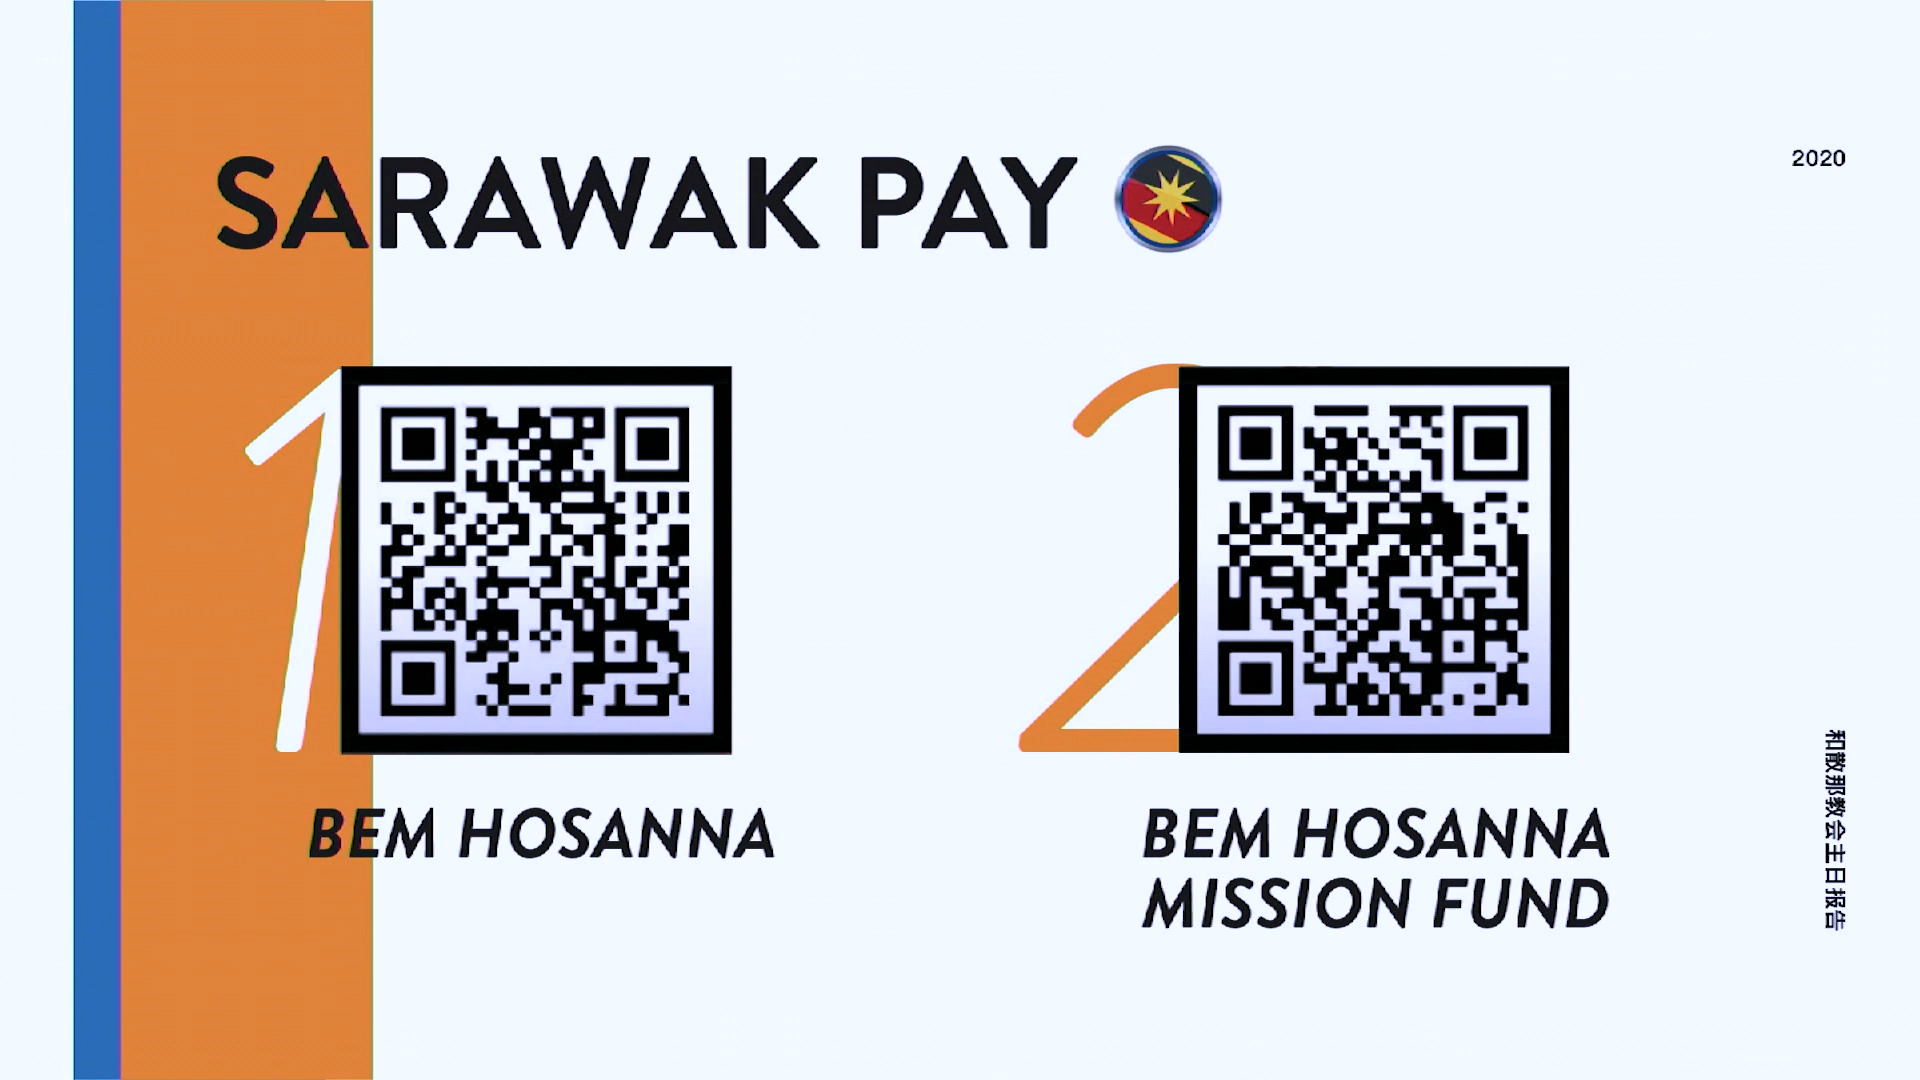 SARAWAK PAY
2020
1
2
BEM HOSANNA
BEM HOSANNA
MISSION FUND
和散那教会主日报告